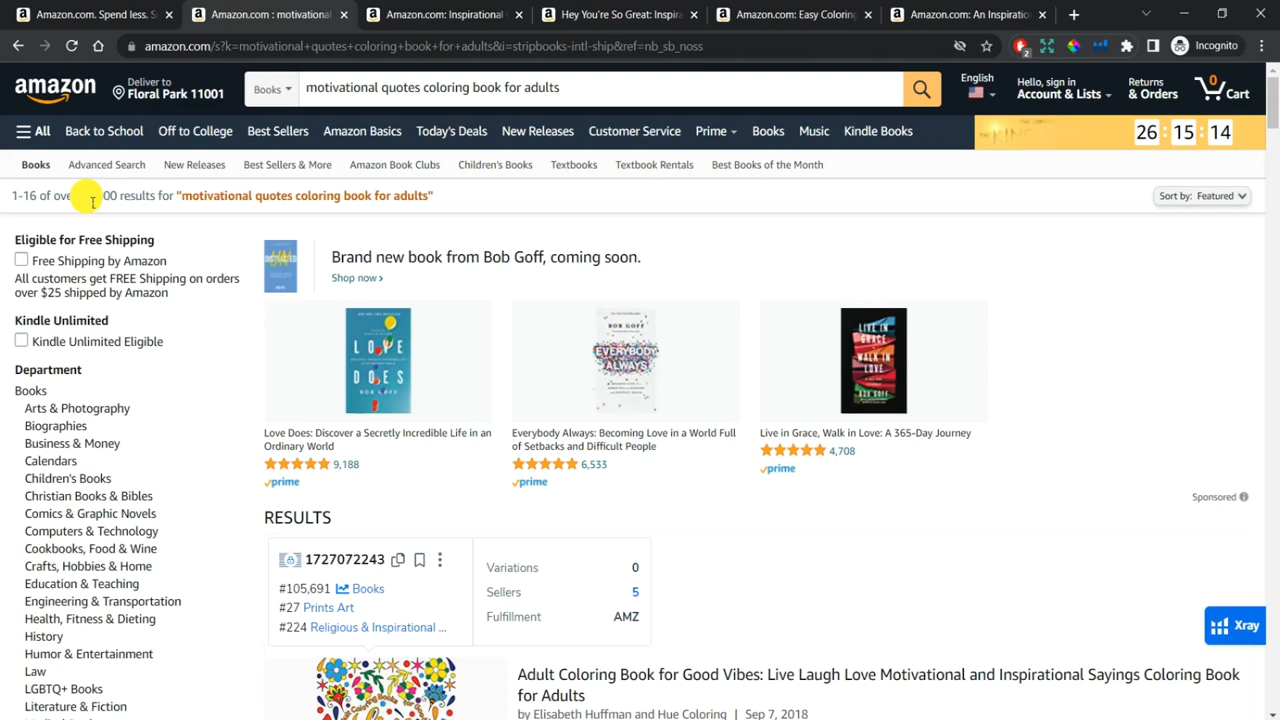 Amazon.com. Spend less. S
Amazon.com : motivational
Amazon.com: Inspirational
Hey You're So Great: Inspira
Amazon.com: Easy Coloring
Amazon.com: An Inspiratio
amazon.com/s?k=motivational+quotes+coloring+book+for+adults&i=stripbooks-intl-ship&ref=nb_sb_noss
2
Incognito
amazon
Deliver to
Floral Park 11001
Books
motivational quotes coloring book for adults
English
Hello, sign in
Account & Lists
Returns
& Orders
0
Cart
All
Back to School
Off to College
Best Sellers
Amazon Basics
Today's Deals
New Releases
Customer Service
Prime
Books
Music
Kindle Books
26
15
14
Books
Advanced Search
New Releases
Best Sellers & More
Amazon Book Clubs
Children's Books
Textbooks
Textbook Rentals
Best Books of the Month
1-16 of 00 results for "motivational quotes coloring book for adults"
Sort by: Featured
Eligible for Free Shipping
Free Shipping by Amazon
All customers get FREE Shipping on orders
over $25 shipped by Amazon
Kindle Unlimited
Kindle Unlimited Eligible
Department
Books
Arts & Photography
Biographies
Business & Money
Calendars
Children's Books
Christian Books & Bibles
Comics & Graphic Novels
Computers & Technology
Cookbooks, Food & Wine
Crafts, Hobbies & Home
Education & Teaching
Engineering & Transportation
Health, Fitness & Dieting
History
Humor & Entertainment
Law
LGBTQ+ Books
Literature & Fiction
Brand new book from Bob Goff, coming soon.
Shop now ›
LOVE
DOES
BOB GOFF
BOB GOFF
EVERYBODY
ALWAYS
LIVE IN
GRACE
WALK IN
LOVE
Love Does: Discover a Secretly Incredible Life in an
Ordinary World
9,188
prime
Everybody Always: Becoming Love in a World Full
of Setbacks and Difficult People
6,533
prime
Live in Grace, Walk in Love: A 365-Day Journey
4,708
prime
Sponsored
RESULTS
1727072243
#105,691 Books
#27 Prints Art
#224 Religious & Inspirational ...
Variations 0
Sellers 5
Fulfillment AMZ
Xray
Adult Coloring Book for Good Vibes: Live Laugh Love Motivational and Inspirational Sayings Coloring Book
for Adults
by Elisabeth Huffman and Hue Coloring | Sep 7, 2018